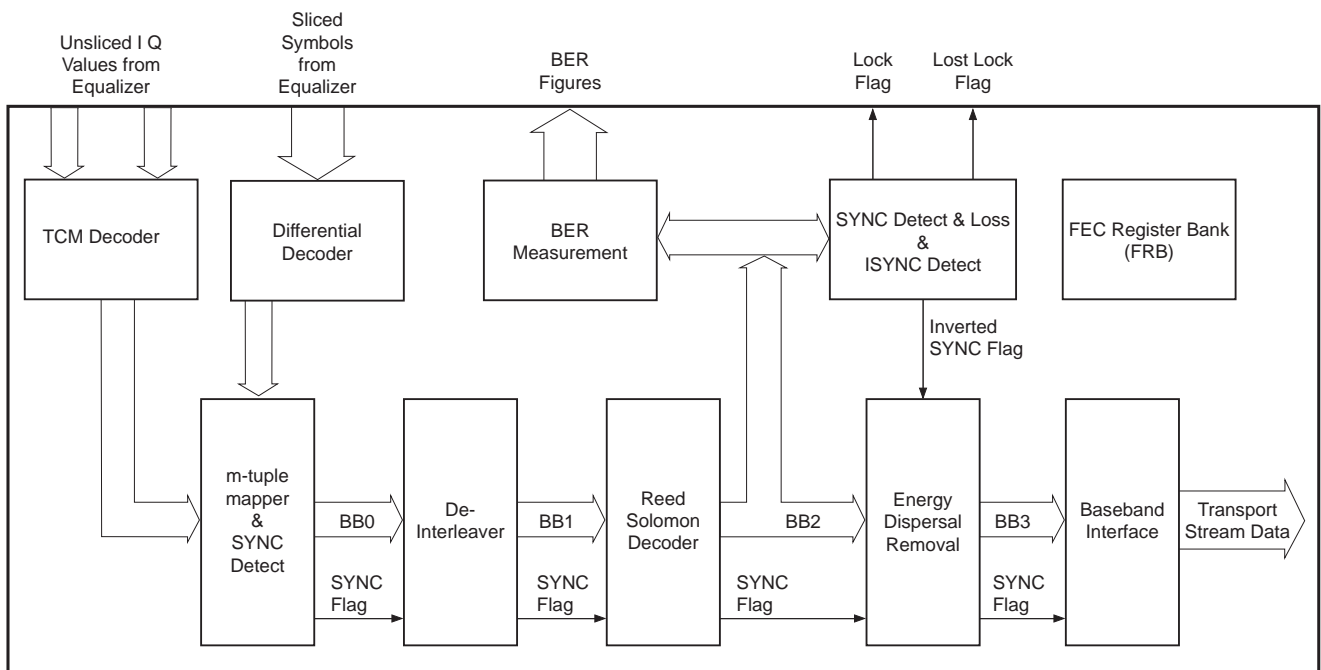 Unsliced I Q
Values from
Equalizer
Sliced
Symbols
from
Equalizer
BER
Figures
Lock
Flag
Lost Lock
Flag
TCM Decoder
Differential
Decoder
BER
Measurement
SYNC Detect & Loss
&
ISYNC Detect
FEC Register Bank
(FRB)
Inverted
SYNC Flag
m-tuple
mapper
&
SYNC
Detect
BB0
De-
Interleaver
BB1
Reed
Solomon
Decoder
BB2
Energy
Dispersal
Removal
BB3
Baseband
Interface
Transport
Stream Data
SYNC
Flag
SYNC
Flag
SYNC
Flag
SYNC
Flag